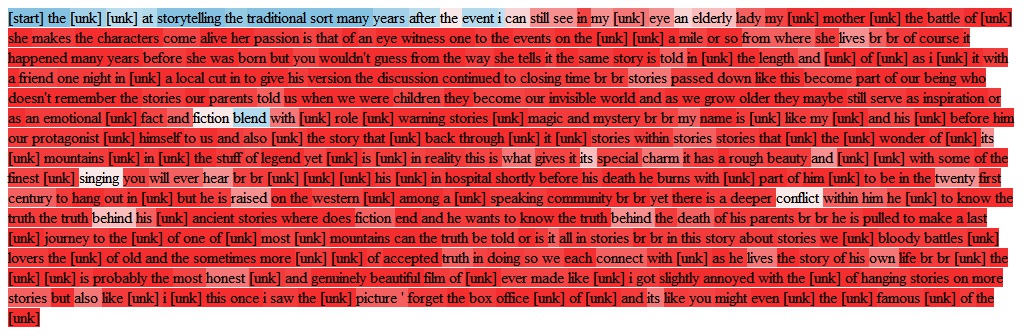 [start] the [unk] [unk] at storytelling the traditional sort many years after the event i can still see in my [unk] eye an elderly lady my [unk] mother [unk] the battle of [unk]
she makes the characters come alive her passion is that of an eye witness one to the events on the [unk] [unk] a mile or so from where she lives br br of course it
happened many years before she was born but you wouldn't guess from the way she tells it the same story is told in [unk] the length and [unk] of [unk] as i [unk] it with
a friend one night in [unk] a local cut in to give his version the discussion continued to closing time br br stories passed down like this become part of our being who
doesn't remember the stories our parents told us when we were children they become our invisible world and as we grow older they maybe still serve as inspiration or
as an emotional [unk] fact and fiction blend with [unk] role [unk] warning stories [unk] magic and mystery br br my name is [unk] like my [unk] and his [unk] before him
our protagonist [unk] himself to us and also [unk] the story that [unk] back through [unk] it [unk] stories within stories stories that [unk] the [unk] wonder of [unk] its
[unk] mountains [unk] in [unk] the stuff of legend yet [unk] is [unk] in reality this is what gives it its special charm it has a rough beauty and [unk] [unk] with some of the
finest [unk] singing you will ever hear br br [unk] [unk] [unk] his [unk] in hospital shortly before his death he burns with [unk] part of him [unk] to be in the twenty first
century to hang out in [unk] but he is raised on the western [unk] among a [unk] speaking community br br yet there is a deeper conflict within him he [unk] to know the
truth the truth behind his [unk] ancient stories where does fiction end and he wants to know the truth behind the death of his parents br br he is pulled to make a last
[unk] journey to the [unk] of one of [unk] most [unk] mountains can the truth be told or is it all in stories br br in this story about stories we [unk] bloody battles [unk]
lovers the [unk] of old and the sometimes more [unk] [unk] of accepted truth in doing so we each connect with [unk] as he lives the story of his own life br br [unk] the
[unk] [unk] is probably the most honest [unk] and genuinely beautiful film of [unk] ever made like [unk] i got slightly annoyed with the [unk] of hanging stories on more
stories but also like [unk] i [unk] this once i saw the [unk] picture ' forget the box office [unk] of [unk] and its like you might even [unk] the [unk] famous [unk] of the
[unk]